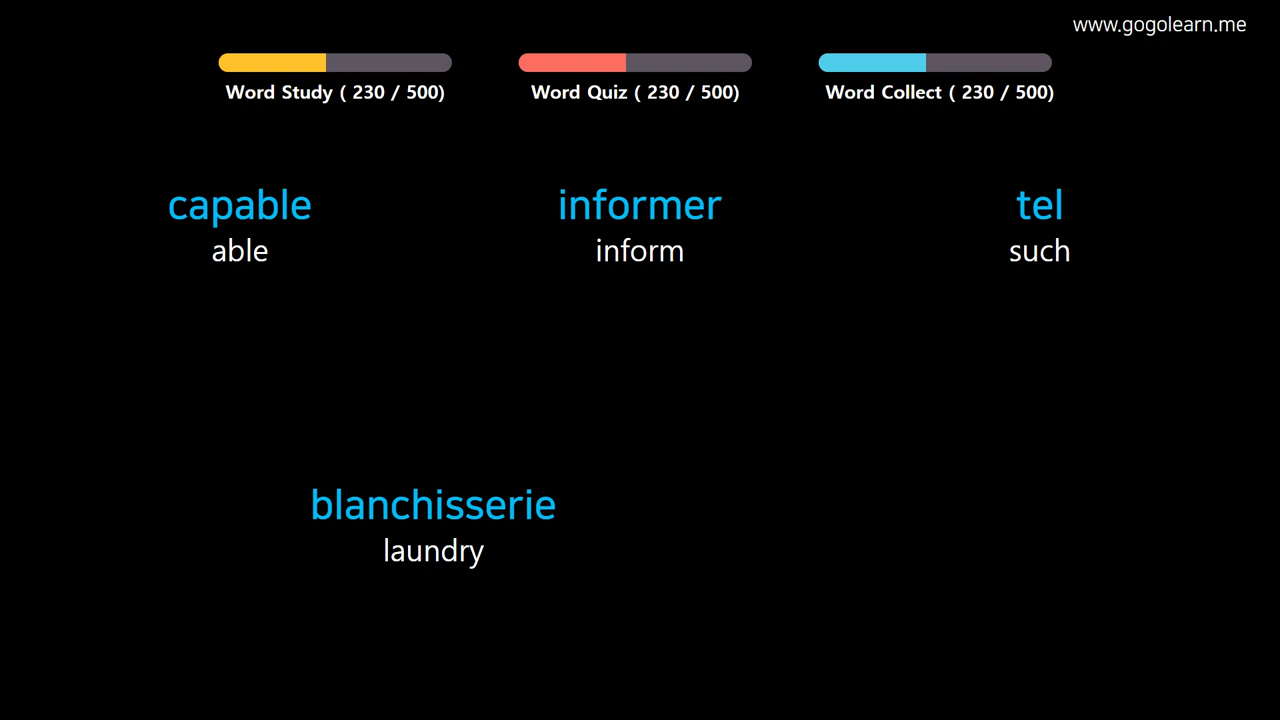 www.gogolearn.me
Word Study ( 230 / 500)
Word Quiz ( 230 / 500)
Word Collect ( 230 / 500)
capable
able
informer
inform
tel
such
blanchisserie
laundry